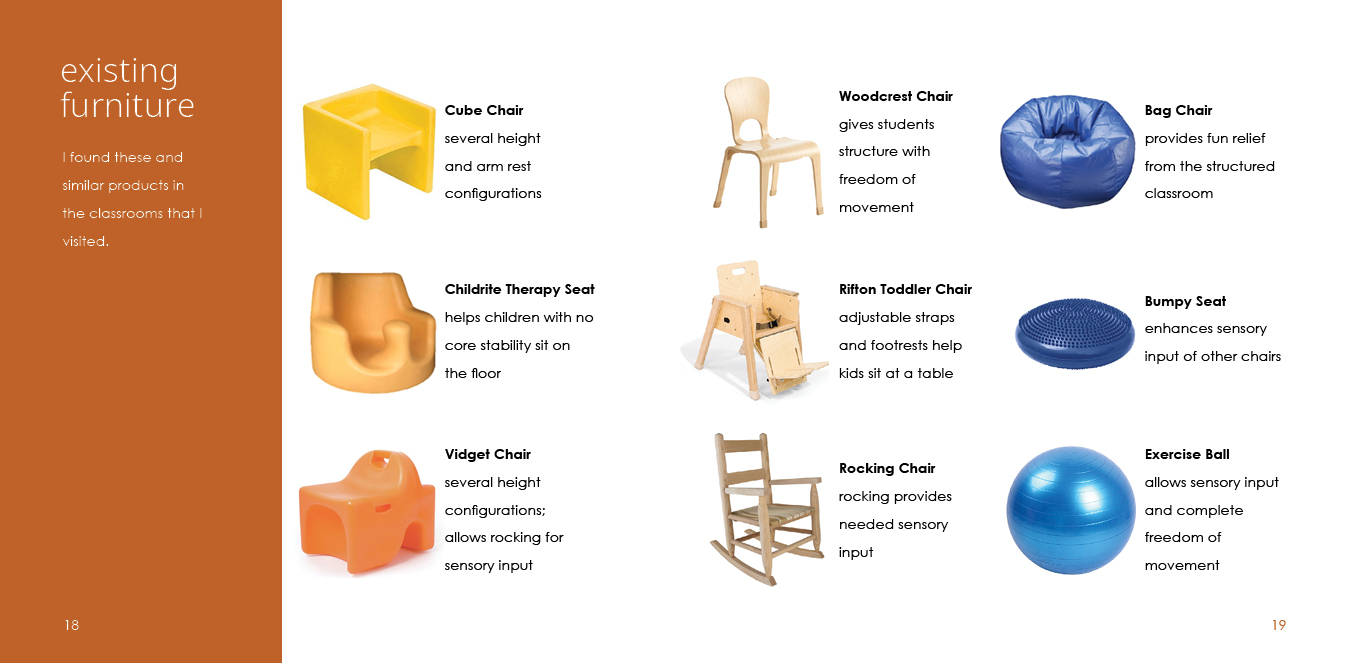 existing
furniture
I found these and
similar products in
the classrooms that I
visited.
Cube Chair
several height
and arm rest
configurations
Childrite Therapy Seat
helps children with no
core stability sit on
the floor
Vidget Chair
several height
configurations;
allows rocking for
sensory input
Woodcrest Chair
gives students
structure with
freedom of
movement
Rifton Toddler Chair
adjustable straps
and footrests help
kids sit at a table
Rocking Chair
rocking provides
needed sensory
input
Bag Chair
provides fun relief
from the structured
classroom
Bumpy Seat
enhances sensory
input of other chairs
Exercise Ball
allows sensory input
and complete
freedom of
movement
18
19